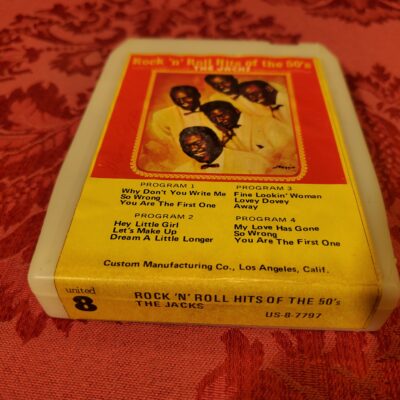 Rock 'n' Roll Hits of the 50's
THE JACKS
PROGRAM 1
Why Don't You Write Me
So Wrong
You Are The First One
PROGRAM 3
Fine Lookin' Woman
Lovey Dovey
Away
PROGRAM 2
Hey Little Girl
Let's Make Up
Dream A Little Longer
PROGRAM 4
My Love Has Gone
So Wrong
You Are The First One
Custom Manufacturing Co., Los Angeles, Calif.
united
8
ROCK 'N' ROLL HITS OF THE 50's
THE JACKS
US-8-7797